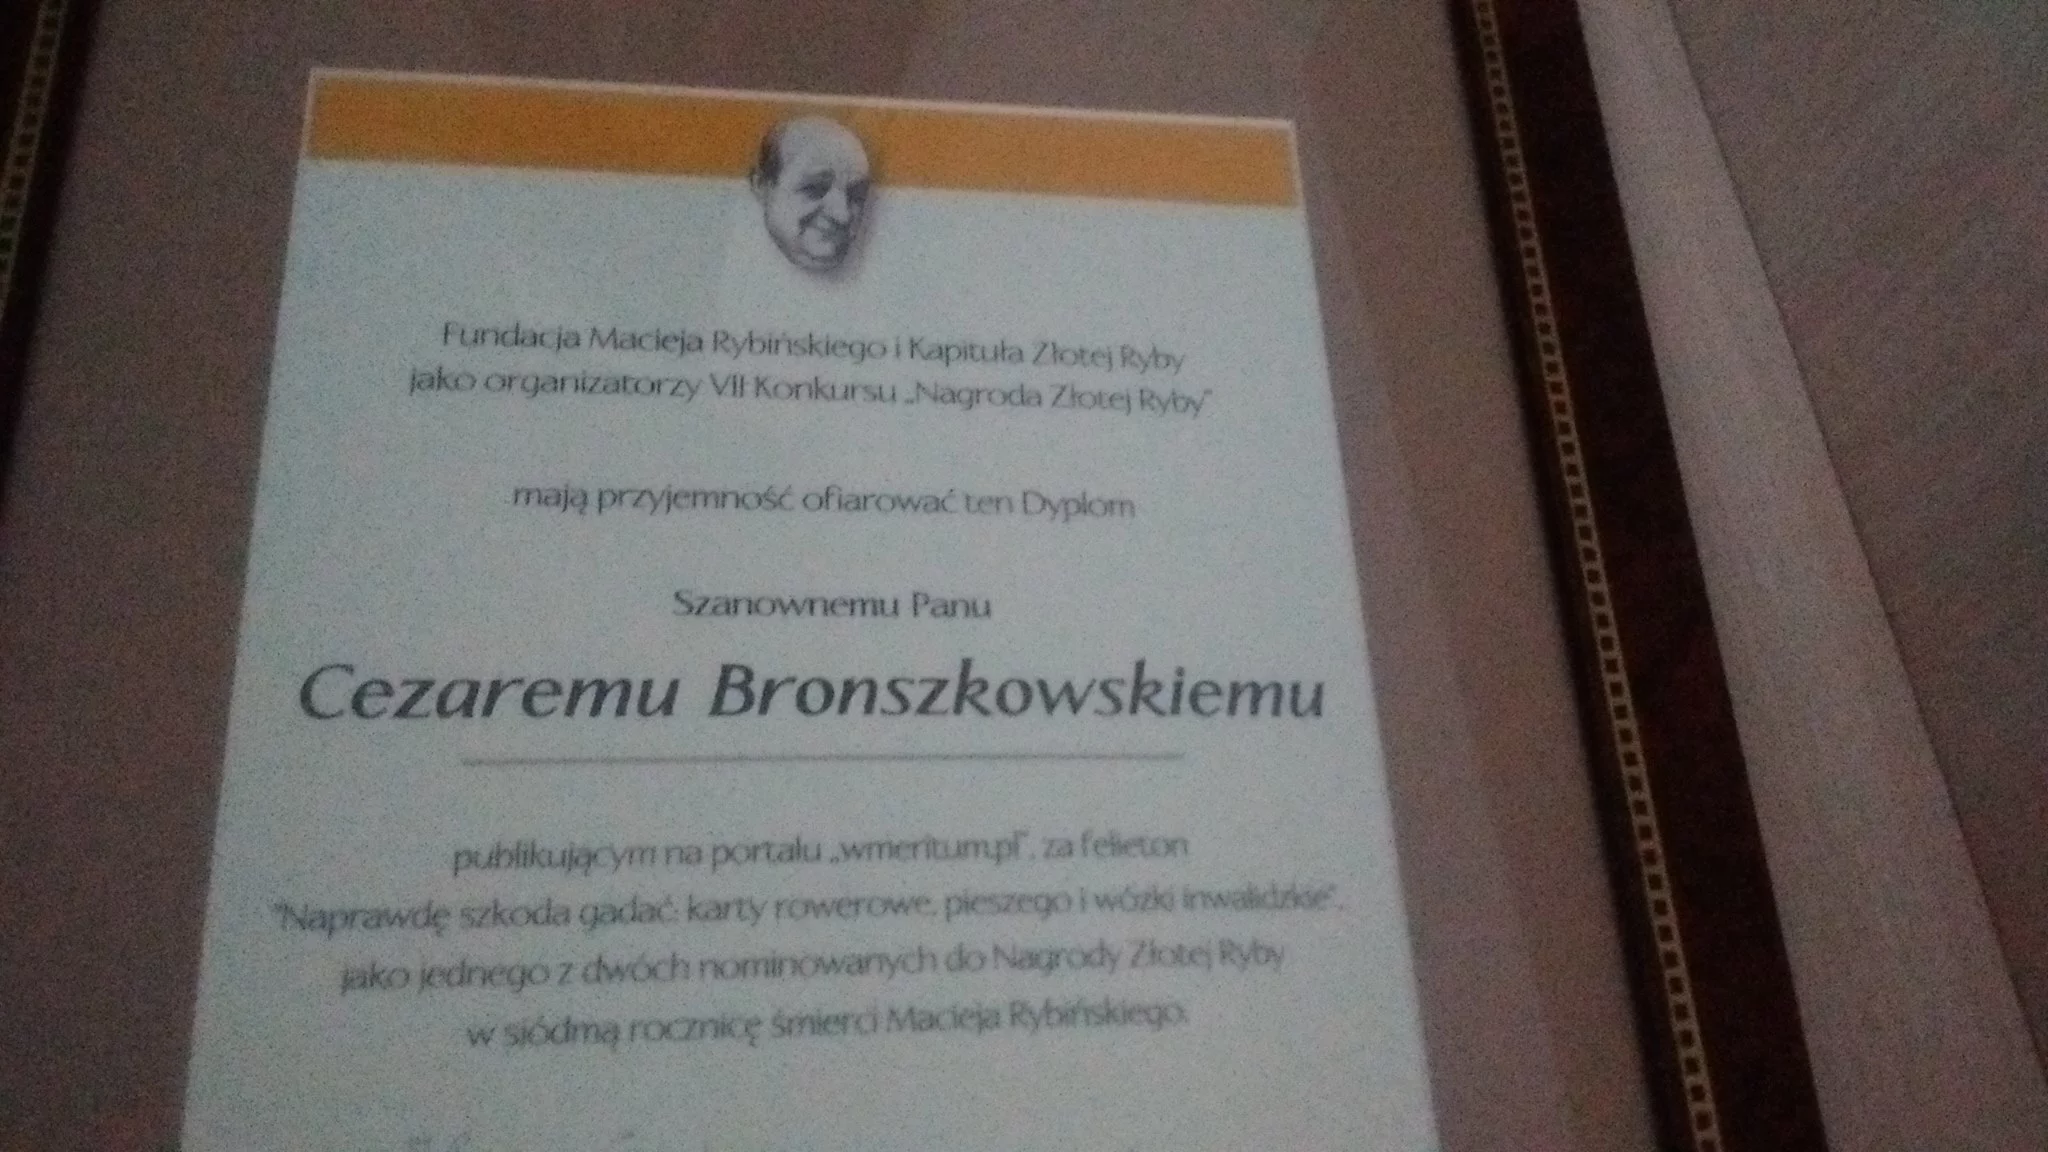 Fundacja Macieja Rybińskiego i Kapituła Złotej Ryby
jako organizatorzy VII Konkursu „Nagroda Złotej Ryby”
mają przyjemność ofiarować ten Dyplom
Szanownemu Panu
Cezaremu Bronszkowskiemu
publikującym na portalu „wmeritum.pl”, za felieton
"Naprawdę szkoda gadać: karty rowerowe, pieszego i wózki inwalidzkie",
jako jednego z dwóch nominowanych do Nagrody Złotej Ryby
w siódmą rocznicę śmierci Macieja Rybińskiego.